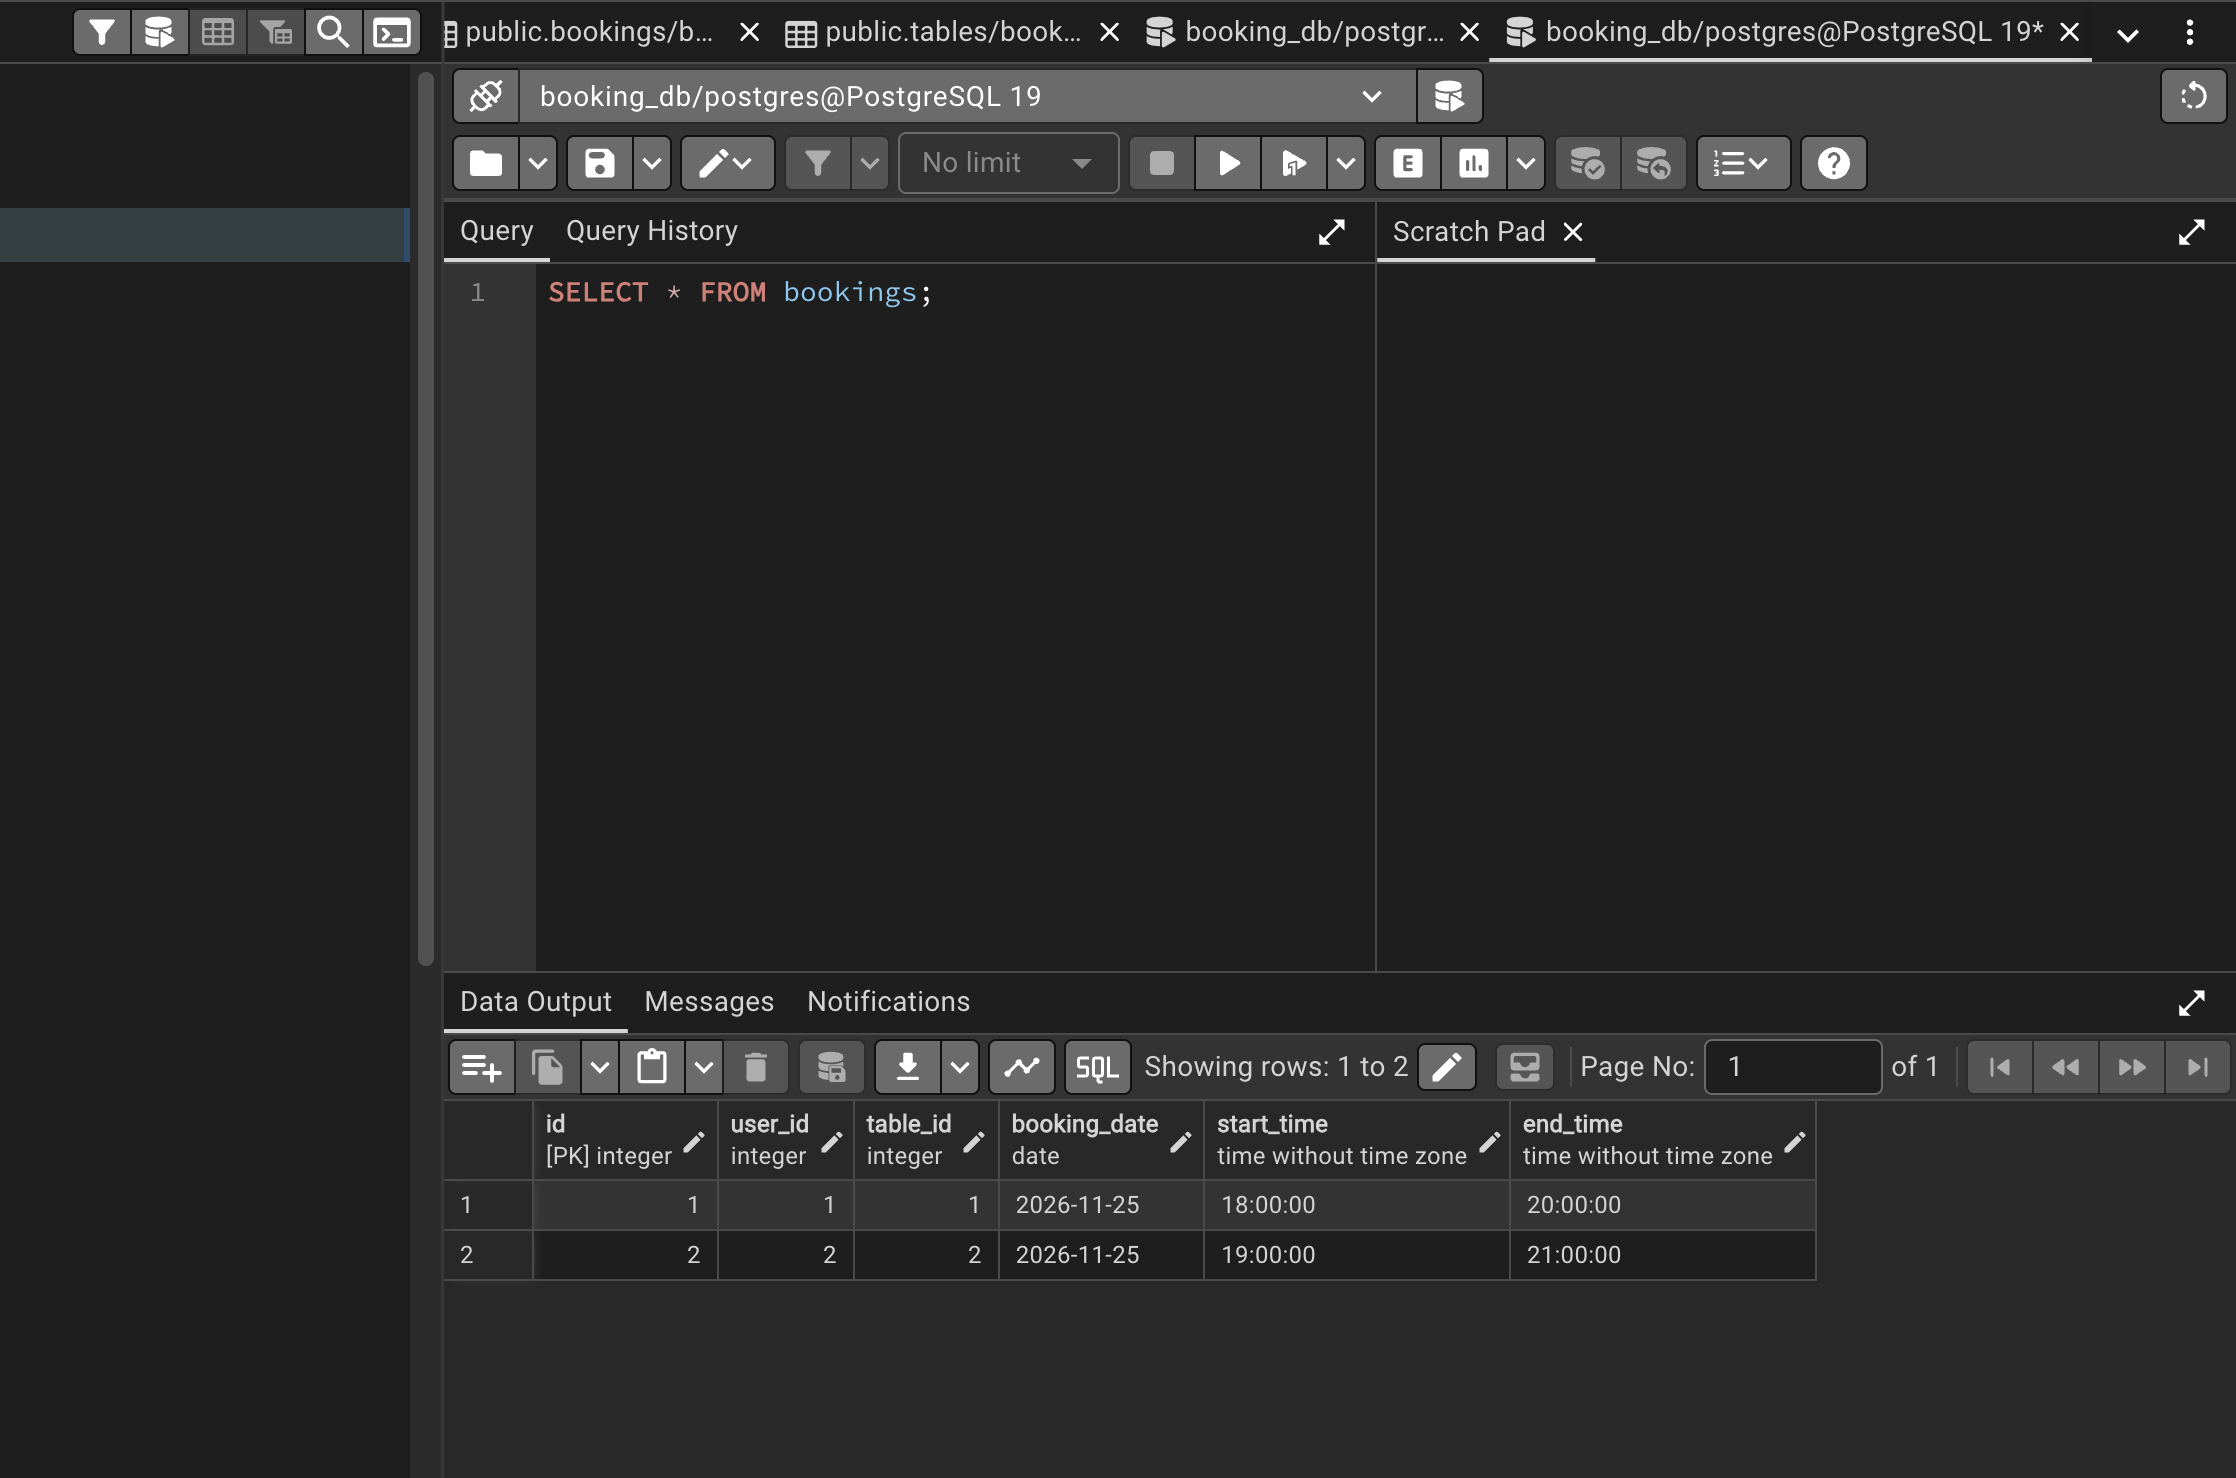 public.bookings/b...
public.tables/book...
booking_db/postgr...
booking_db/postgres@PostgreSQL 19*
booking_db/postgres@PostgreSQL 19
No limit
E
Query
Query History
Scratch Pad
1
SELECT * FROM bookings;
Data Output
Messages
Notifications
SQL
Showing rows: 1 to 2
Page No:
1
of 1
id
[PK] integer
user_id
integer
table_id
integer
booking_date
date
start_time
time without time zone
end_time
time without time zone
1 1 1 1 2026-11-25 18:00:00 20:00:00
2 2 2 2 2026-11-25 19:00:00 21:00:00